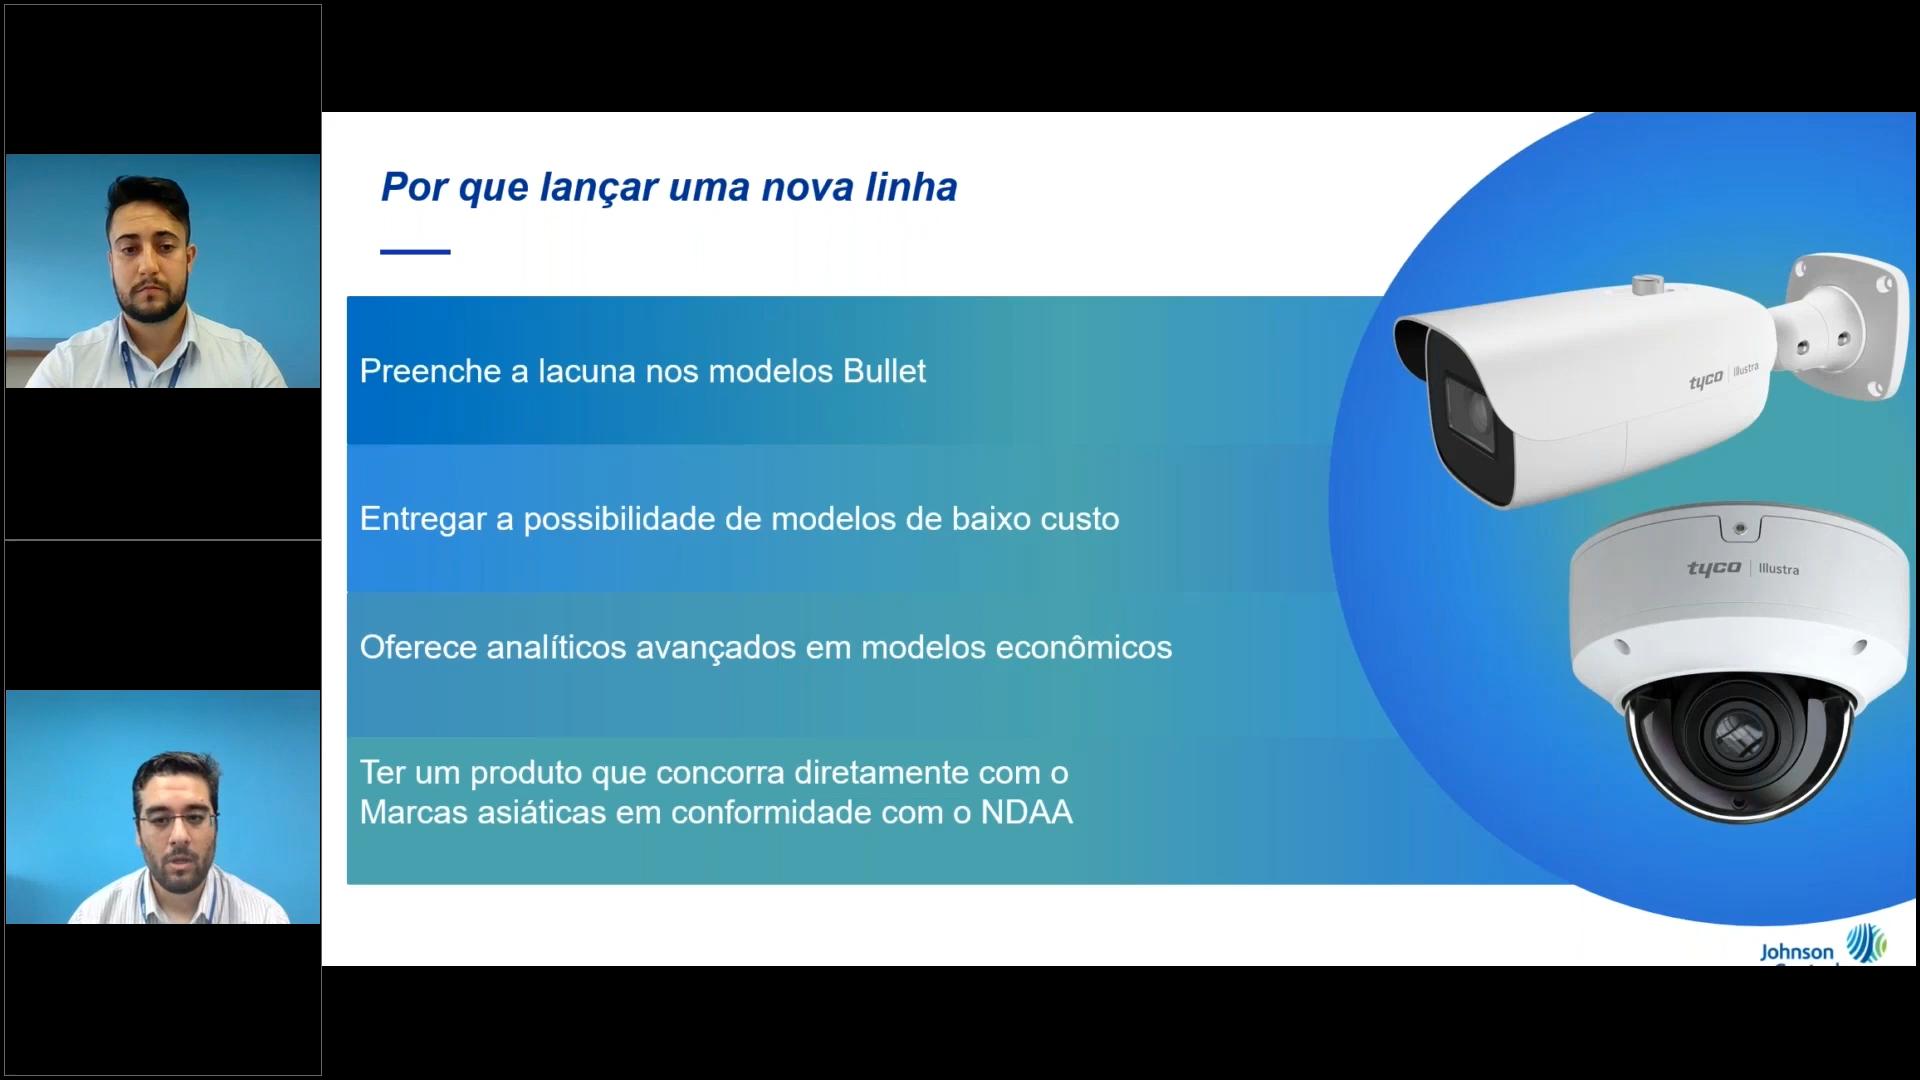 Por que lançar uma nova linha
Preenche a lacuna nos modelos Bullet
Entregar a possibilidade de modelos de baixo custo
Oferece analíticos avançados em modelos econômicos
Ter um produto que concorra diretamente com o
Marcas asiáticas em conformidade com o NDAA
tyco Illustra
tyco Illustra
Johnson